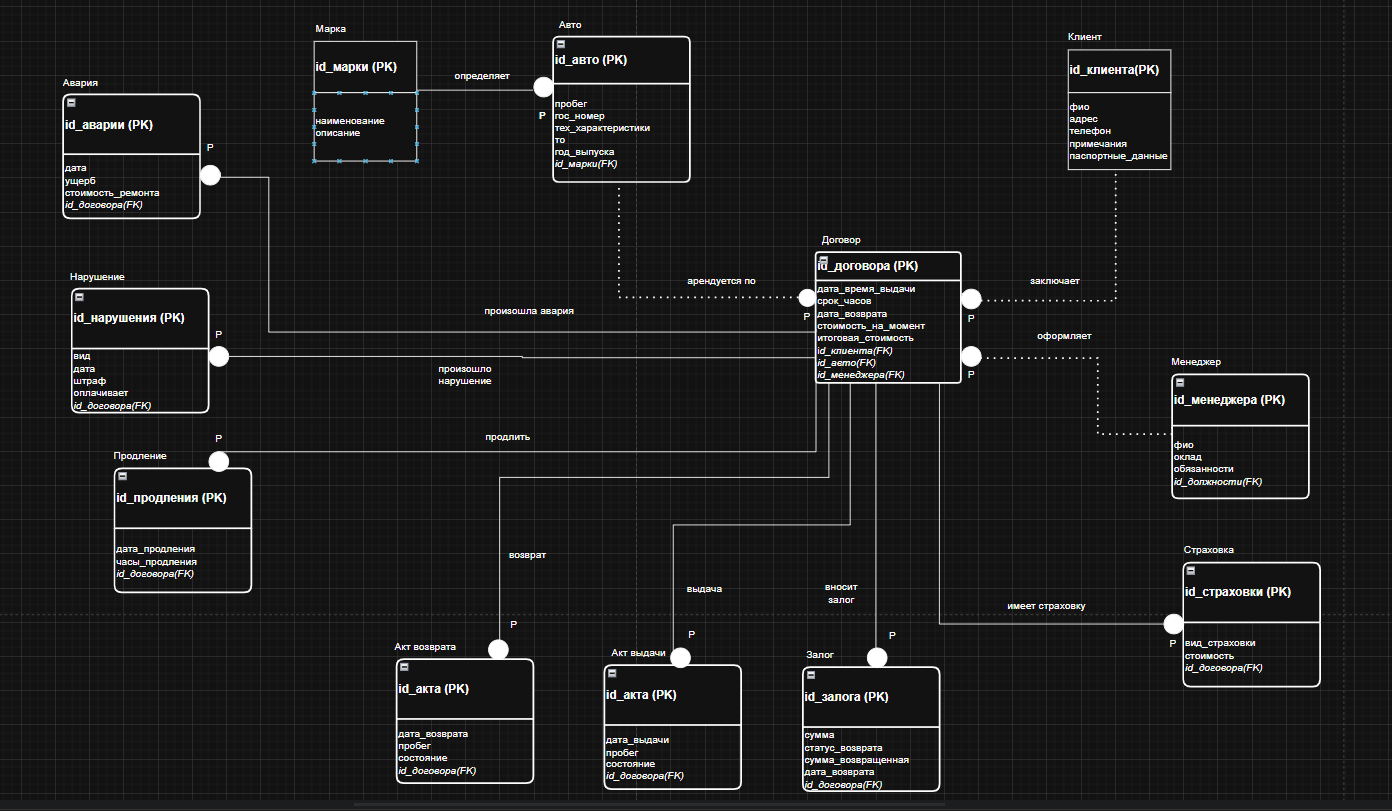 Марка
id_марки (PK)
наименование
описание
определяет
Авто
id_авто (PK)
P
пробег
гос_номер
тех_характеристики
то
год_выпуска
id_марки(FK)
Клиент
id_клиента(PK)
фио
адрес
телефон
примечания
паспортные_данные
Авария
id_аварии (PK)
P
дата
ущерб
стоимость_ремонта
id_договора(FK)
Договор
id_договора (PK)
дата_время_выдачи
срок_часов
дата_возврата
стоимость_на_момент
итоговая_стоимость
id_клиента(FK)
id_авто(FK)
id_менеджера(FK)
арендуется по
P
заключает
P
оформляет
P
Нарушение
id_нарушения (PK)
P
вид
дата
штраф
оплачивает
id_договора(FK)
произошла авария
произошло
нарушение
Менеджер
id_менеджера (PK)
фио
оклад
обязанности
id_должности(FK)
продлить
P
Продление
id_продления (PK)
дата_продления
часы_продления
id_договора(FK)
возврат
выдача
вносит
залог
имеет страховку
Страховка
id_страховки (PK)
P
вид_страховки
стоимость
id_договора(FK)
P
Акт возврата
id_акта (PK)
дата_возврата
пробег
состояние
id_договора(FK)
P
Акт выдачи
id_акта (PK)
дата_выдачи
пробег
состояние
id_договора(FK)
P
Залог
id_залога (PK)
сумма
статус_возврата
сумма_возвращенная
дата_возврата
id_договора(FK)